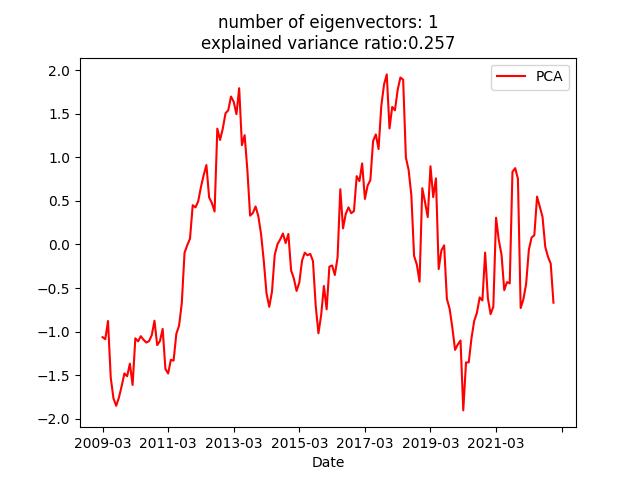 number of eigenvectors: 1
explained variance ratio:0.257
PCA
2.0
1.5
1.0
0.5
0.0
−0.5
−1.0
−1.5
−2.0
2009-03 2011-03 2013-03 2015-03 2017-03 2019-03 2021-03
Date